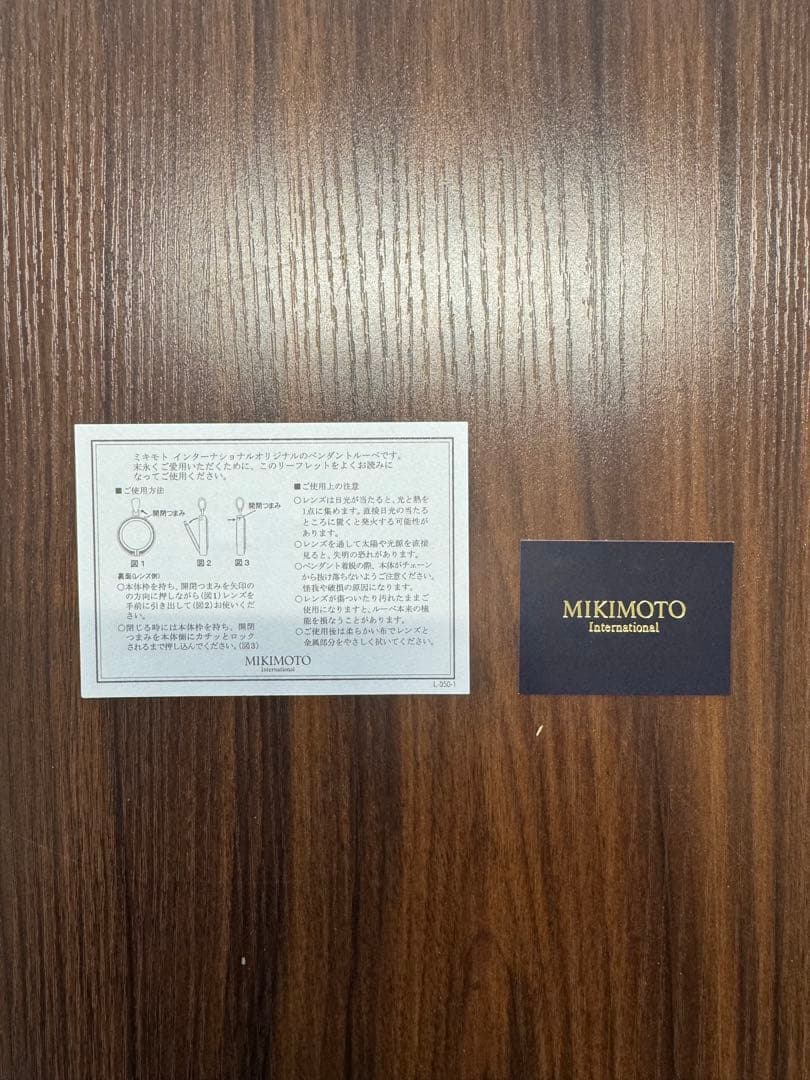 ミキモト インターナショナルオリジナルのペンダントルーペです。
末永くご愛用いただくために、このリーフレットをよくお読みに
なってご使用ください。
■ご使用方法
開閉つまみ
開閉つまみ
図1
図2
図3
裏面(レンズ側)
○本体枠を持ち、開閉つまみを矢印の
の方向に押しながら(図1)レンズを
手前に引き出して(図2)お使いくだ
さい。
○閉じる時には本体枠を持ち、開閉
つまみを本体側にカチッとロック
されるまで押し込んでください。(図3)
■ご使用上の注意
○レンズは日光が当たると、光と熱を
1点に集めます。直接日光の当たる
ところに置くと発火する可能性が
あります。
○レンズを通して太陽や光源を直接
見ると、失明の恐れがあります。
○ペンダント着脱の際、本体がチェーン
から抜け落ちないようご注意ください。
怪我や破損の原因になります。
○レンズが傷ついたり汚れたままご
使用になりますと、ルーペ本来の機
能を損なうことがあります。
○ご使用後は柔らかい布でレンズと
金属部分をやさしく拭いてください。
MIKIMOTO
International
L-050-1
MIKIMOTO
International